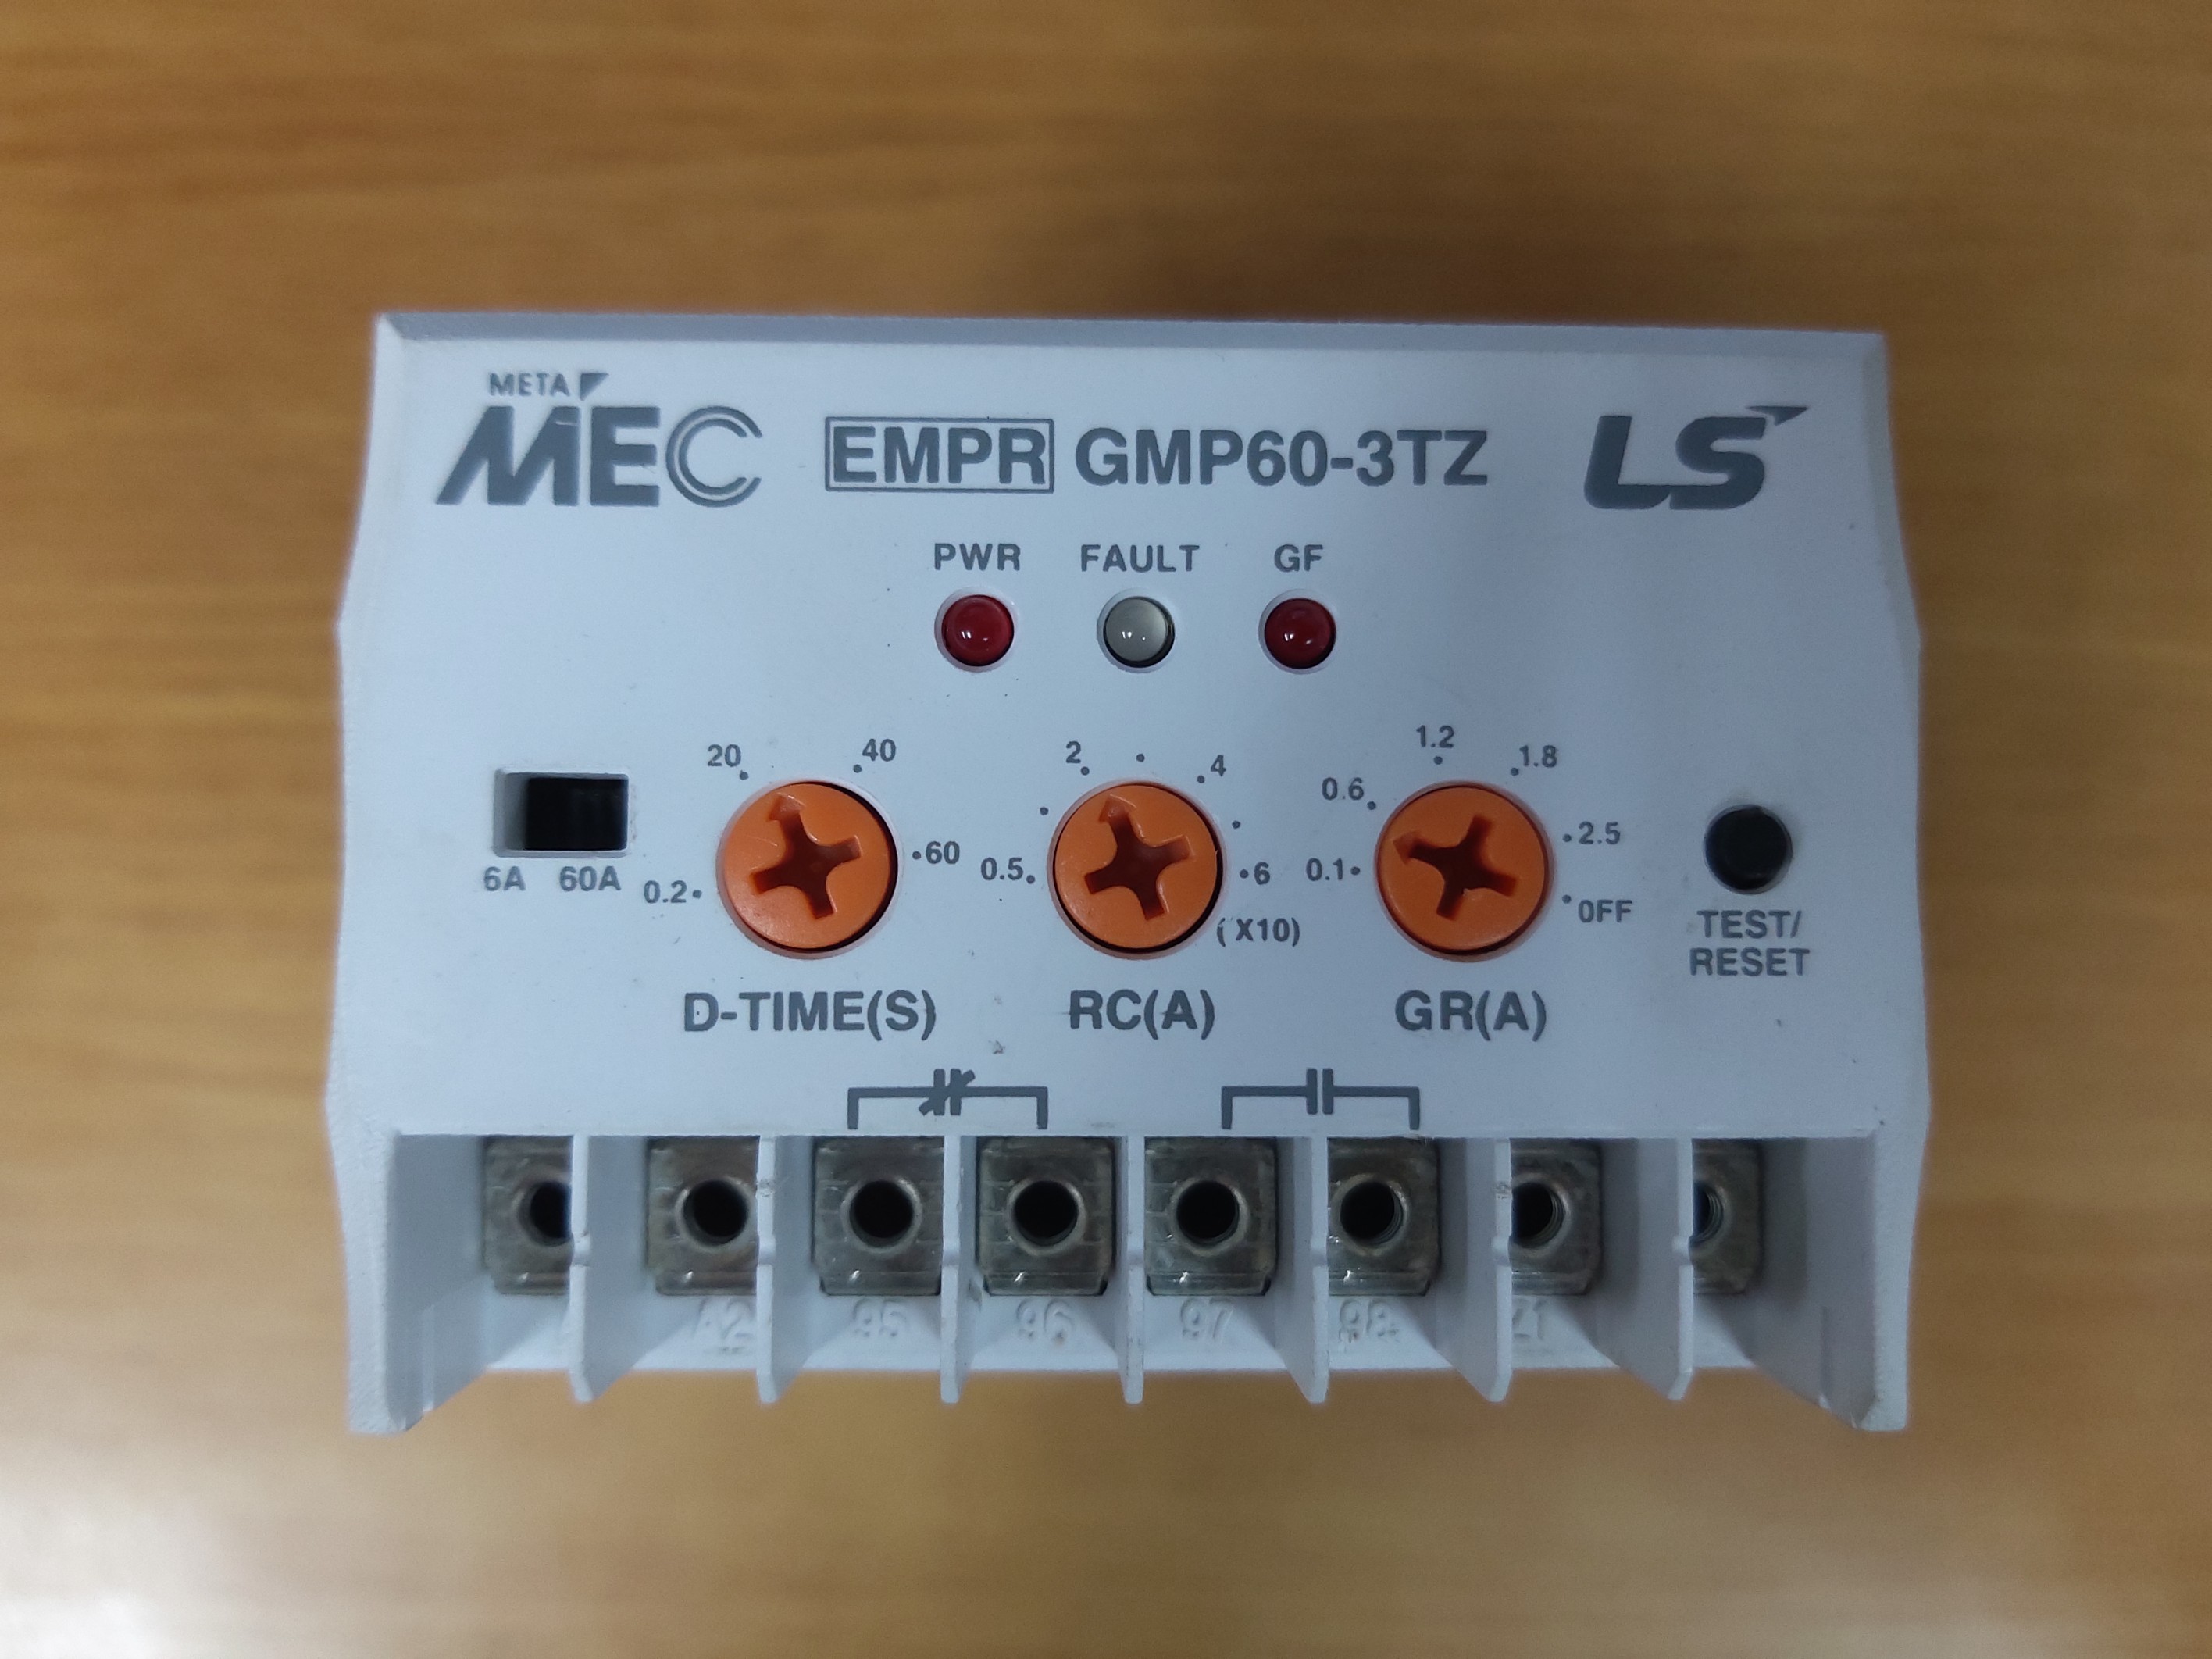 META
MEC
EMPR GMP60-3TZ
LS
PWR FAULT GF
6A 60A
0.2 20 40 60
D-TIME(S)
0.5 2 4 6
(X10)
RC(A)
0.1 0.6 1.2 1.8 2.5 OFF
GR(A)
TEST/
RESET
A2 95 96 97 98 Z1